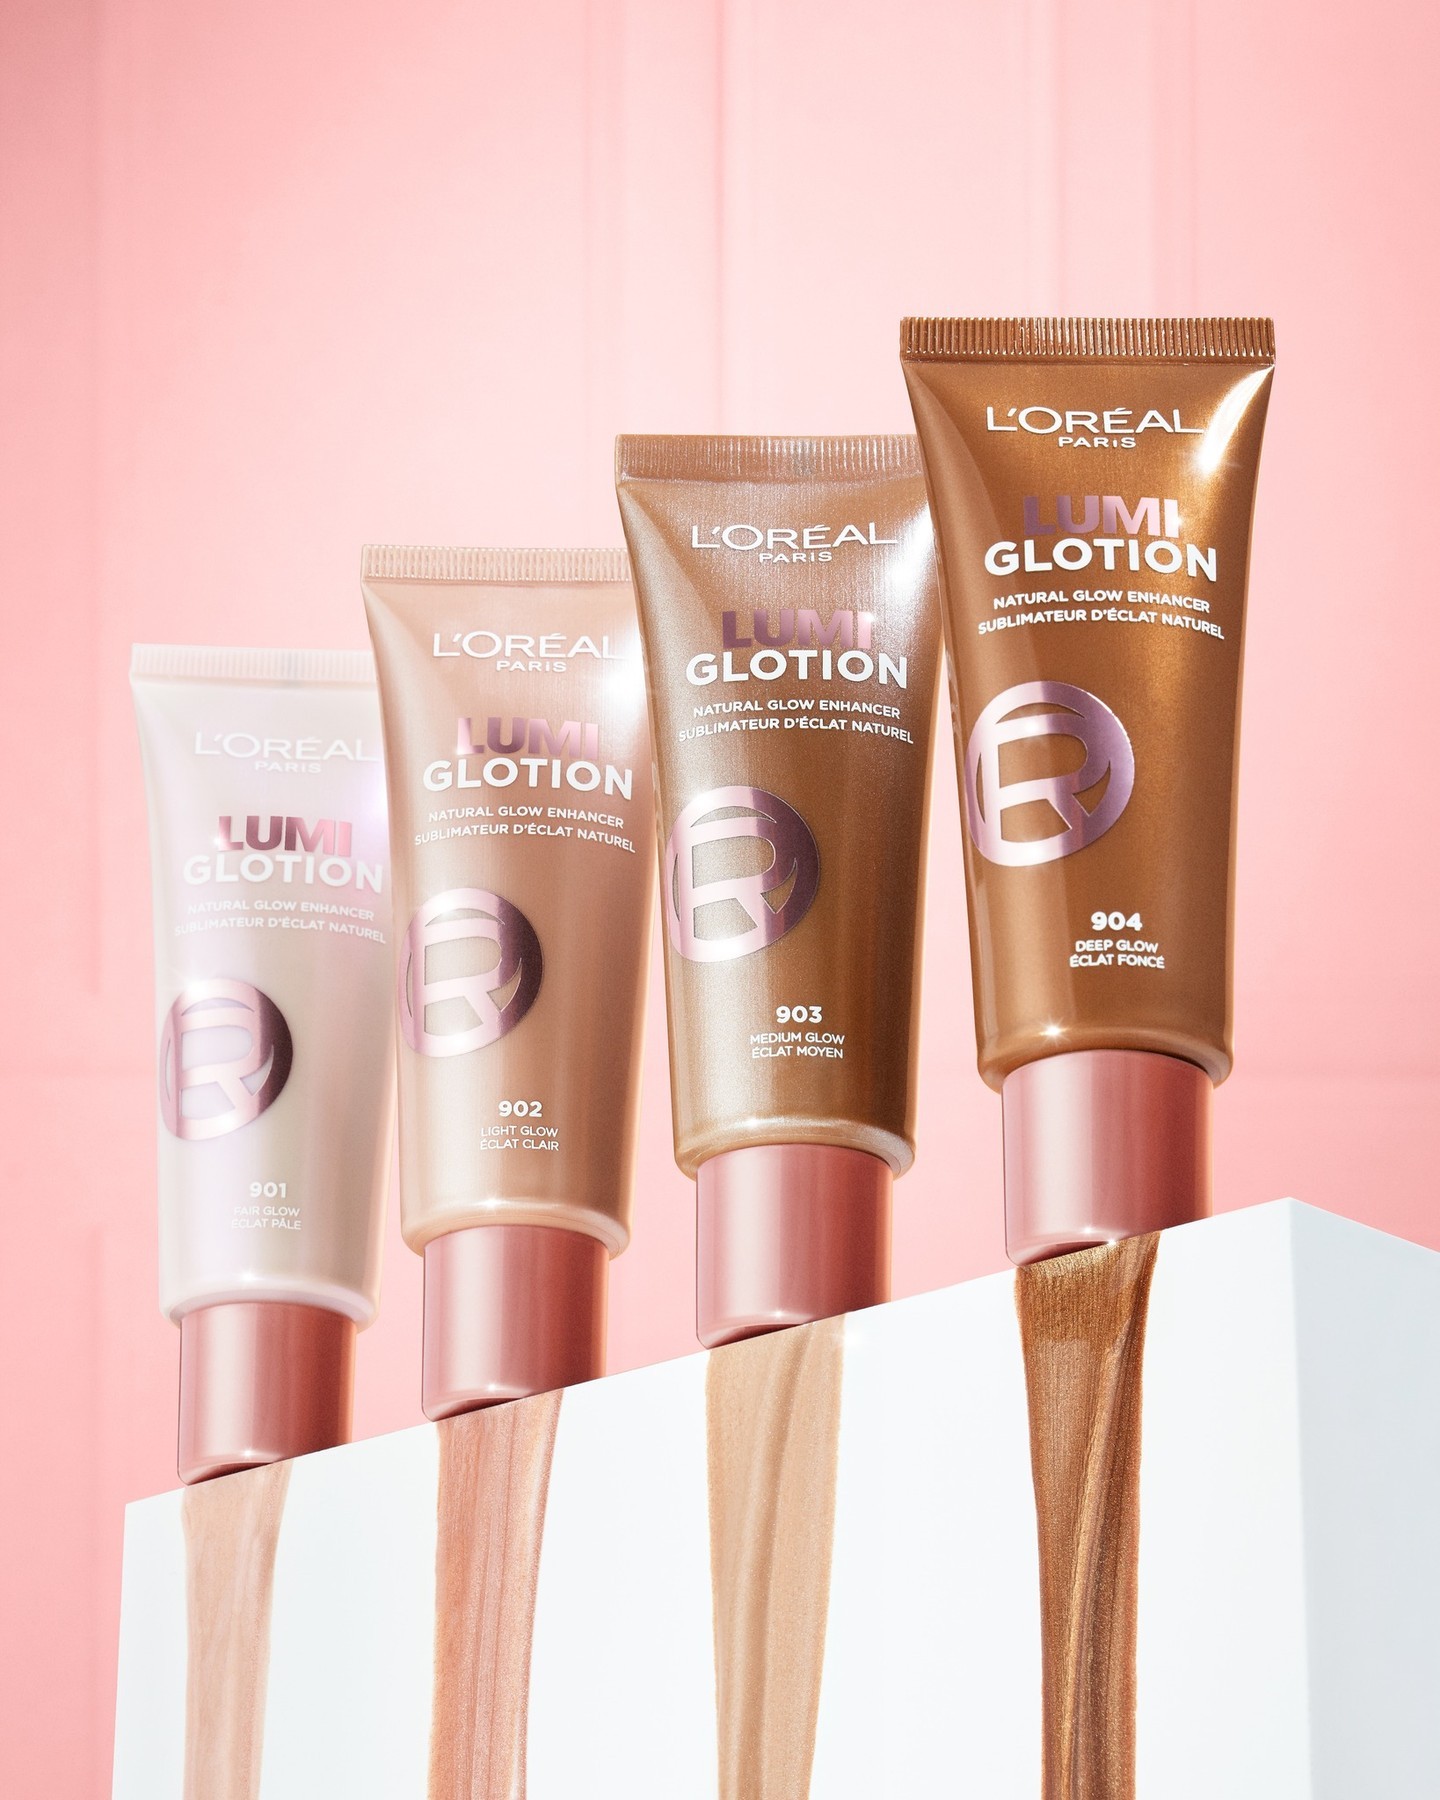 L'ORÉAL
PARIS
LUMI
GLOTION
NATURAL GLOW ENHANCER
SUBLIMATEUR D'ÉCLAT NATUREL
R
901
FAIR GLOW
ÉCLAT PÂLE
L'ORÉAL
PARIS
LUMI
GLOTION
NATURAL GLOW ENHANCER
SUBLIMATEUR D'ÉCLAT NATUREL
R
902
LIGHT GLOW
ÉCLAT CLAIR
L'ORÉAL
PARIS
LUMI
GLOTION
NATURAL GLOW ENHANCER
SUBLIMATEUR D'ÉCLAT NATUREL
R
903
MEDIUM GLOW
ÉCLAT MOYEN
L'ORÉAL
PARIS
LUMI
GLOTION
NATURAL GLOW ENHANCER
SUBLIMATEUR D'ÉCLAT NATUREL
R
904
DEEP GLOW
ÉCLAT FONCÉ